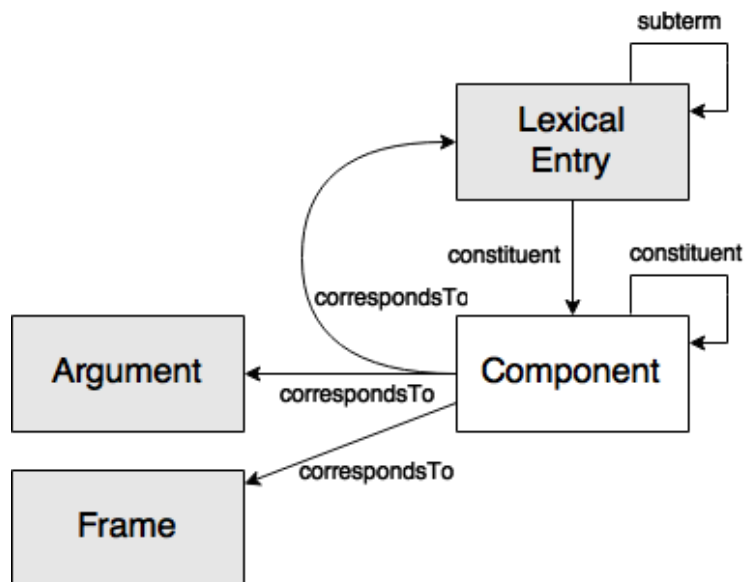 subterm
Lexical
Entry
constituent
constituent
correspondsTo
Argument
Component
correspondsTo
correspondsTo
Frame